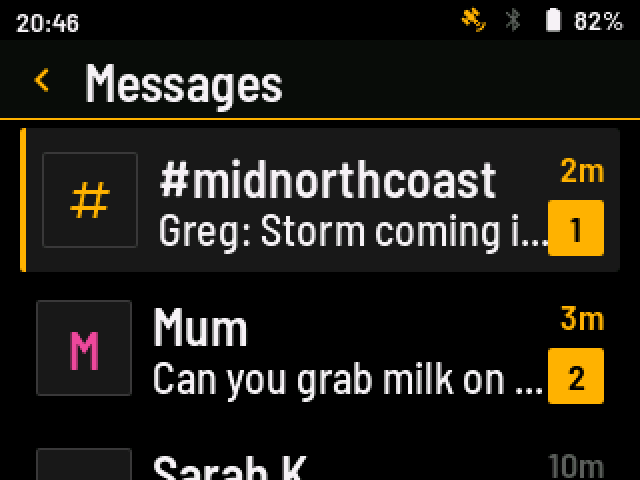 20:46
82%
Messages
#
#midnorthcoast
2m
Greg: Storm coming i...
1
M
Mum
3m
Can you grab milk on ...
2
Sarah K
10m